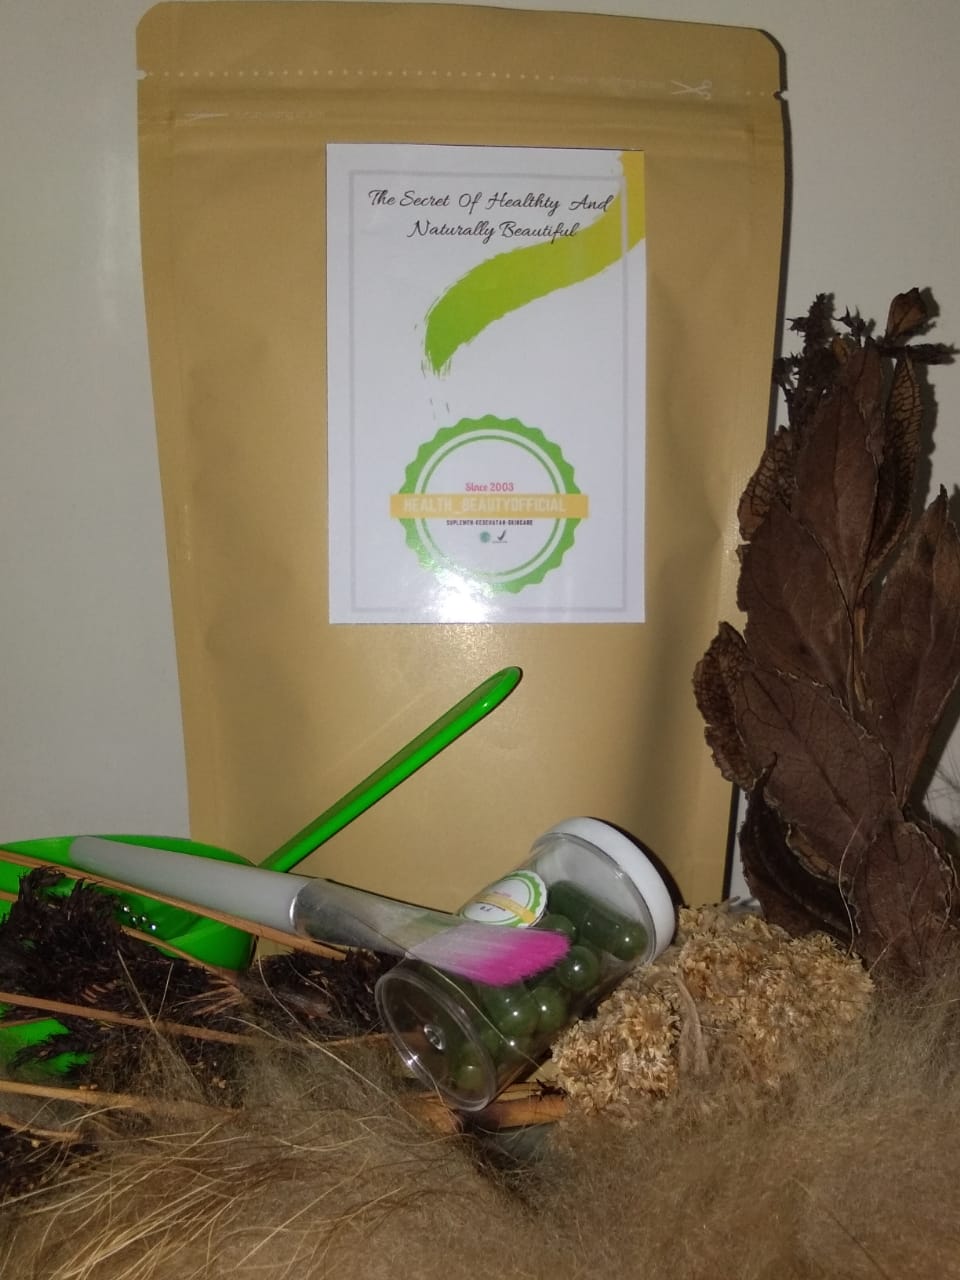 The Secret Of Healthty And
Naturally Beautiful
Since 2003
HEALTH_BEAUTYOFFICIAL
SUPLEMEN-KESEHATAN-SKINCARE